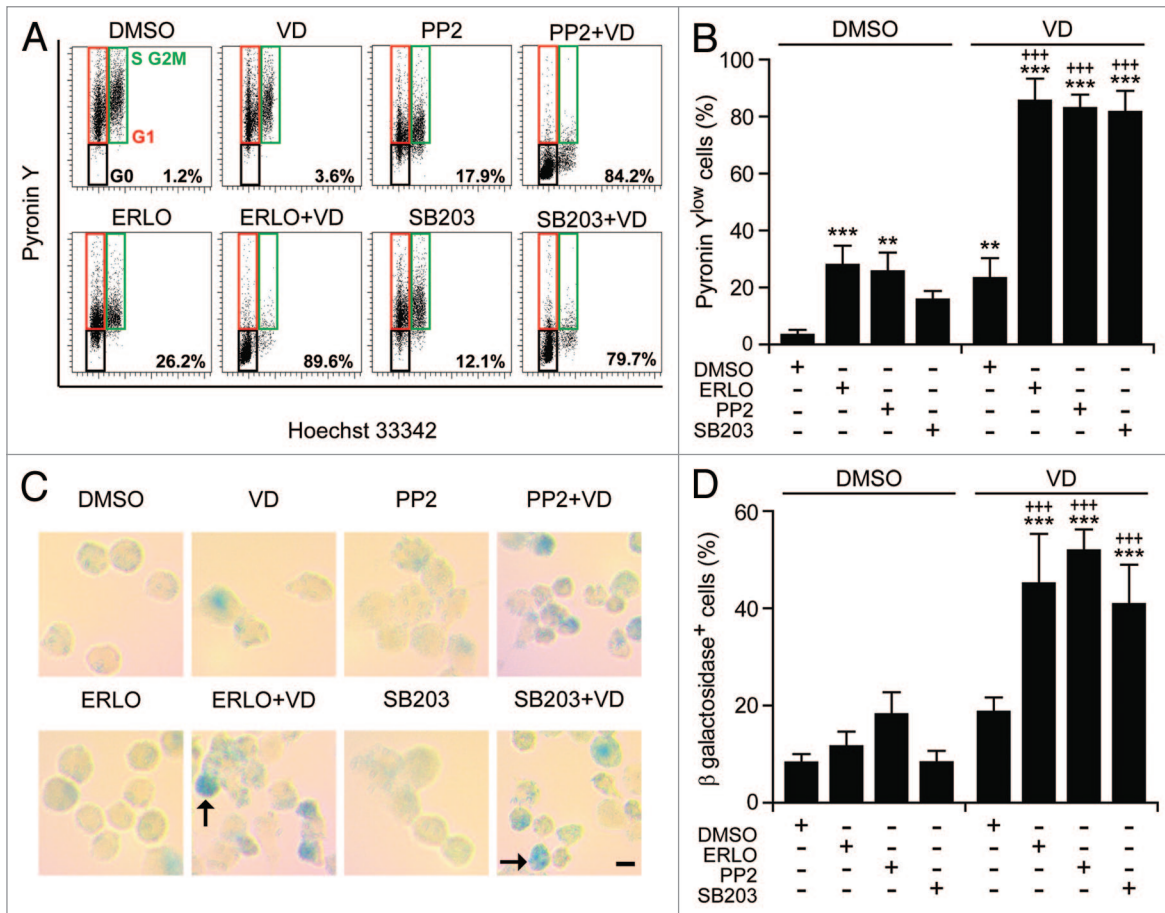 A
DMSO VD PP2 PP2+VD
S G2M
G1
G0 1.2% 3.6% 17.9% 84.2%
ERLO ERLO+VD SB203 SB203+VD
26.2% 89.6% 12.1% 79.7%
Pyronin Y
Hoechst 33342
B
DMSO VD
+++ +++ +++
*** *** ***
*** ** **
Pyronin Ylow cells (%)
100
80
60
40
20
0
DMSO + - - - + - - -
ERLO - + - - - + - -
PP2 - - + - - - + -
SB203 - - - + - - - +
C
DMSO VD PP2 PP2+VD
ERLO ERLO+VD SB203 SB203+VD
D
DMSO VD
+++ +++ +++
*** *** ***
β galactosidase+ cells (%)
60
40
20
0
DMSO + - - - + - - -
ERLO - + - - - + - -
PP2 - - + - - - + -
SB203 - - - + - - - +